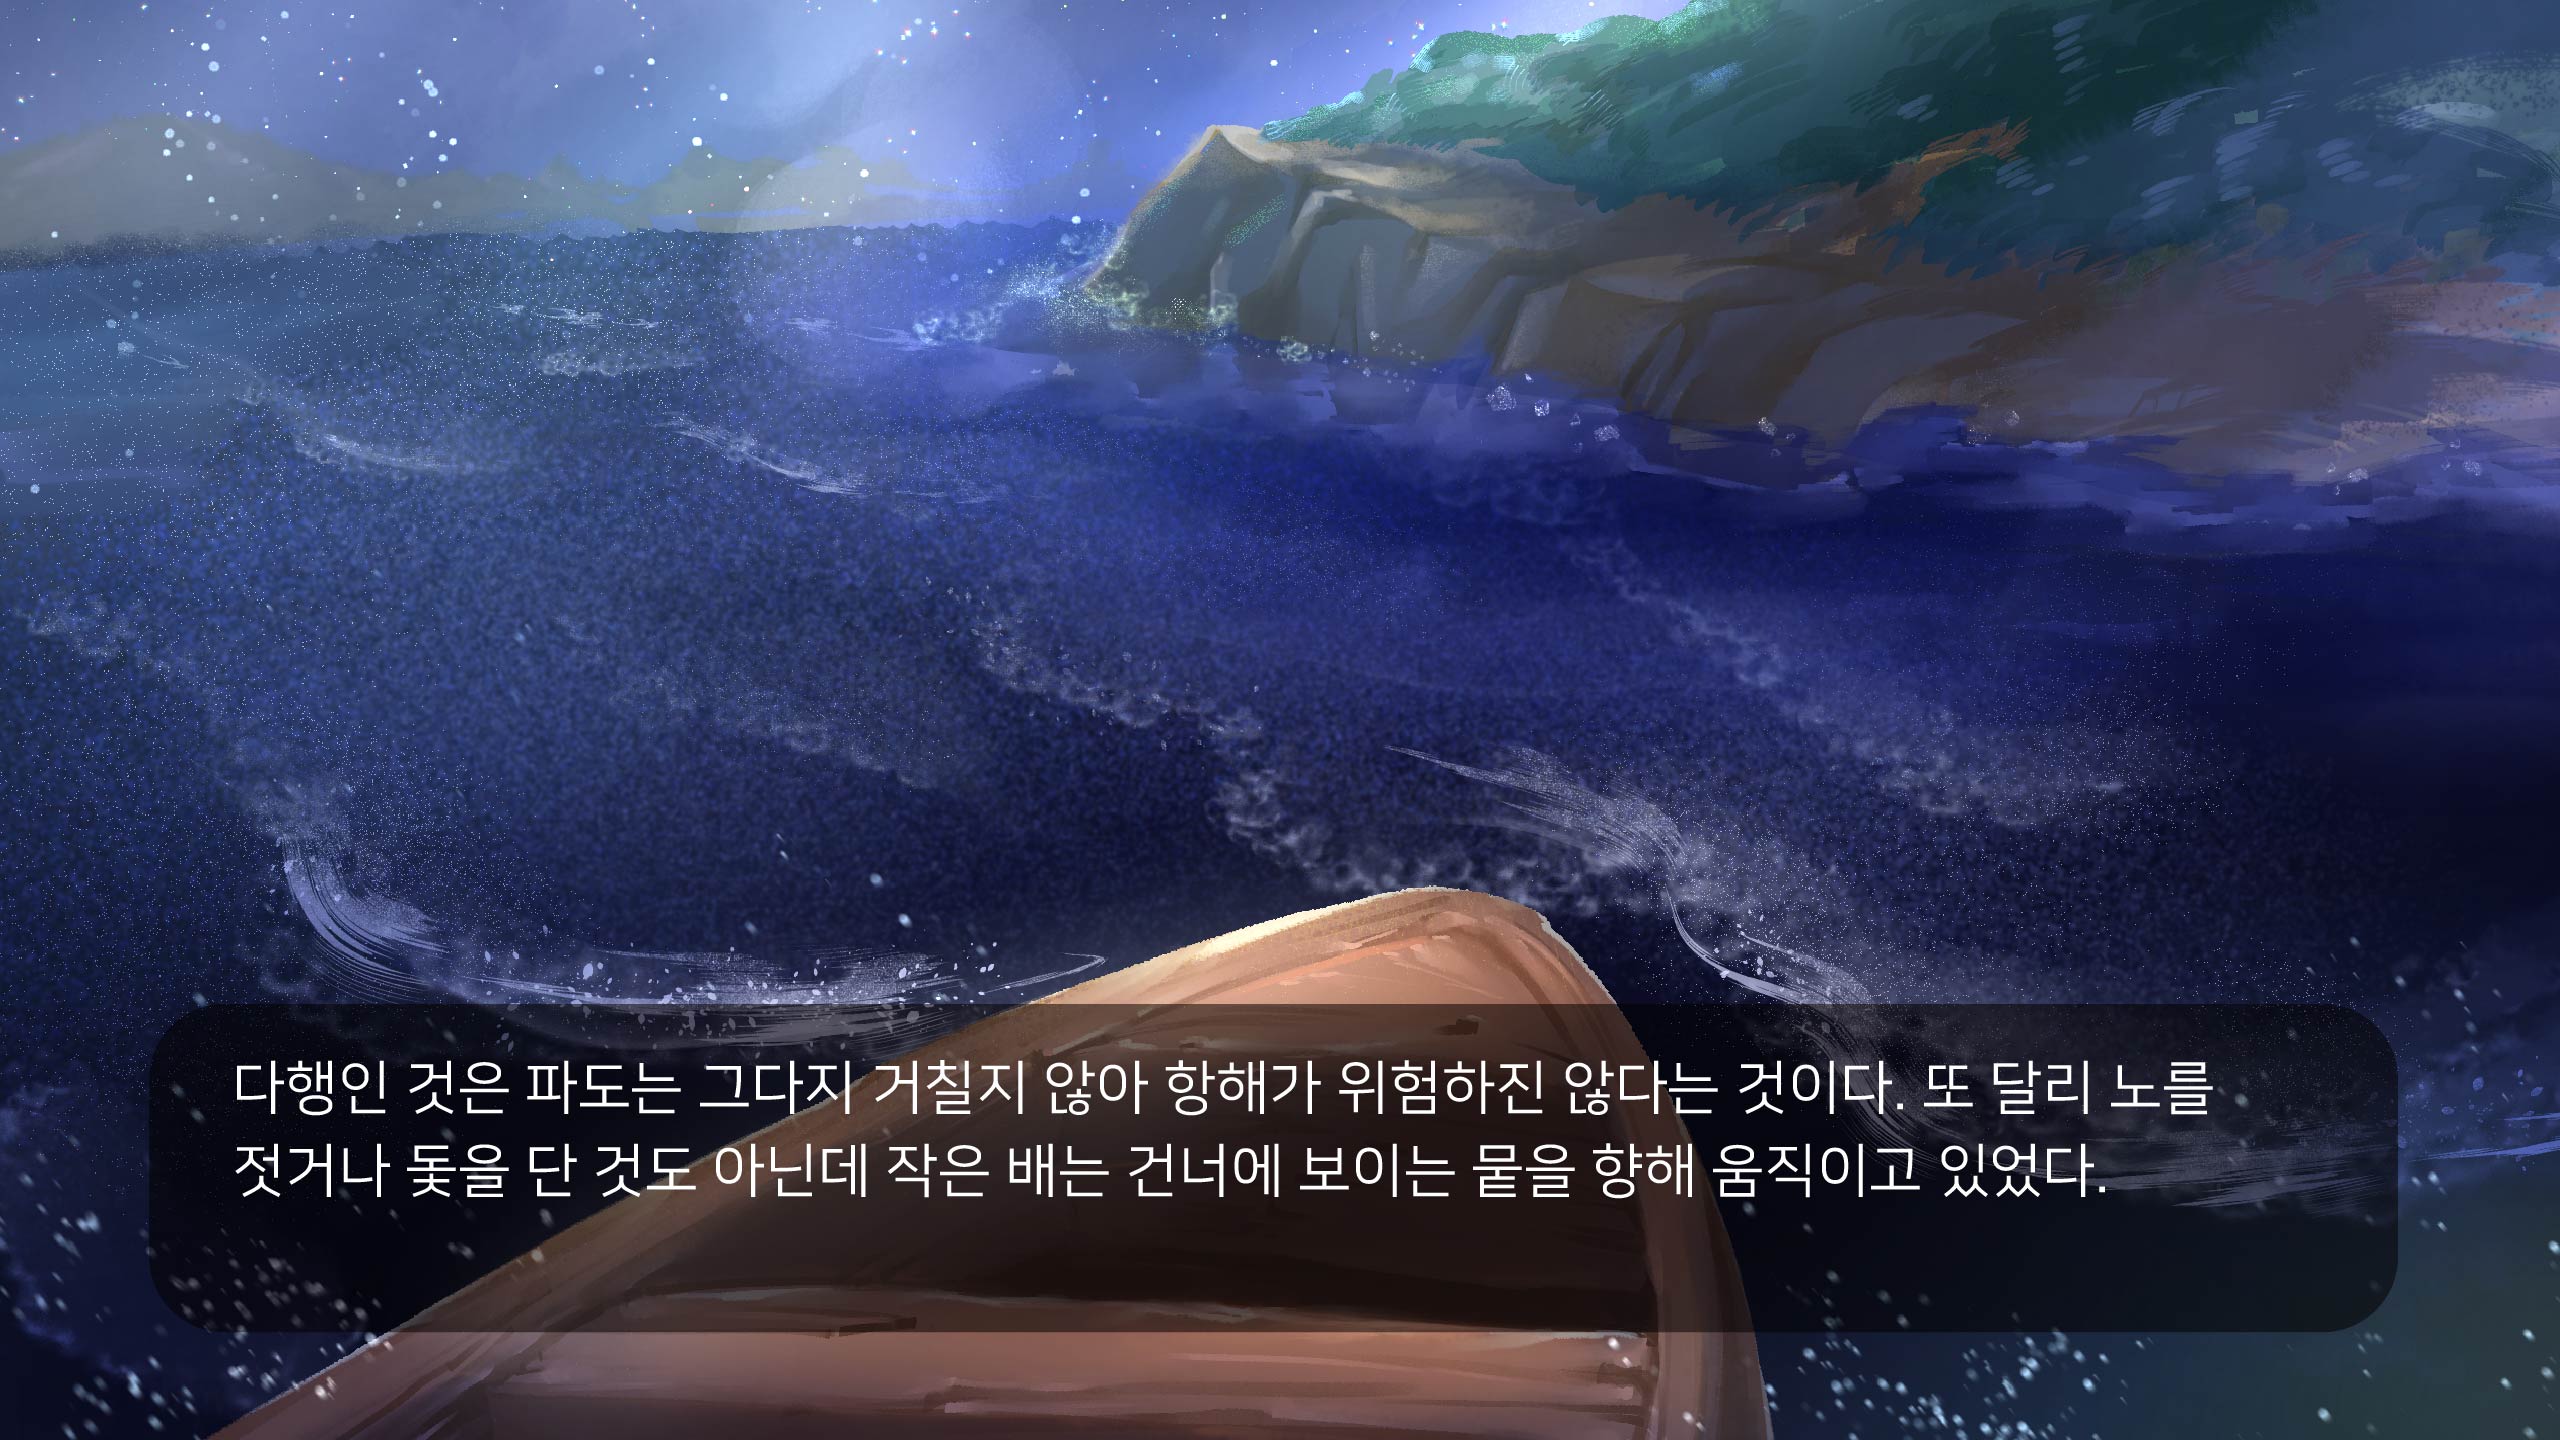 다행인 것은 파도는 그다지 거칠지 않아 항해가 위험하진 않다는 것이다. 또 달리 노를
젓거나 돛을 단 것도 아닌데 작은 배는 건너에 보이는 뭍을 향해 움직이고 있었다.